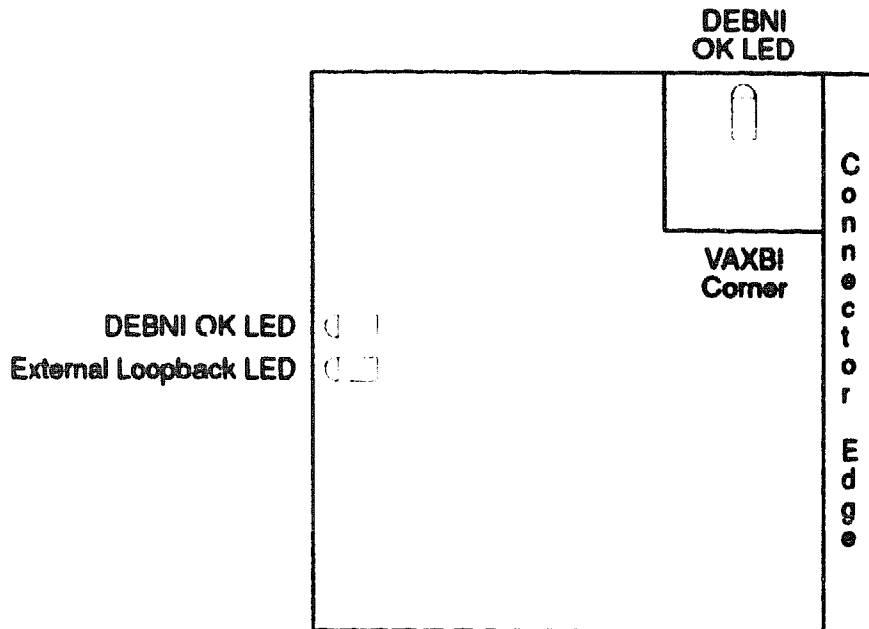 DEBNI
OK LED
VAXBI
Corner
DEBNI OK LED
External Loopback LED
Connector Edge